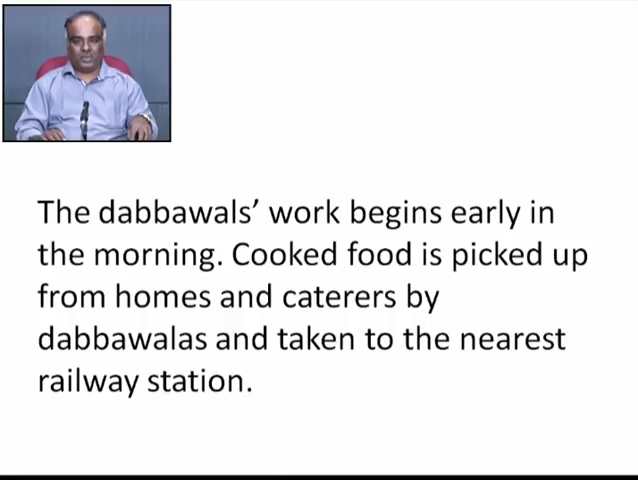 The dabbawals’ work begins early in
the morning. Cooked food is picked up
from homes and caterers by
dabbawalas and taken to the nearest
railway station.